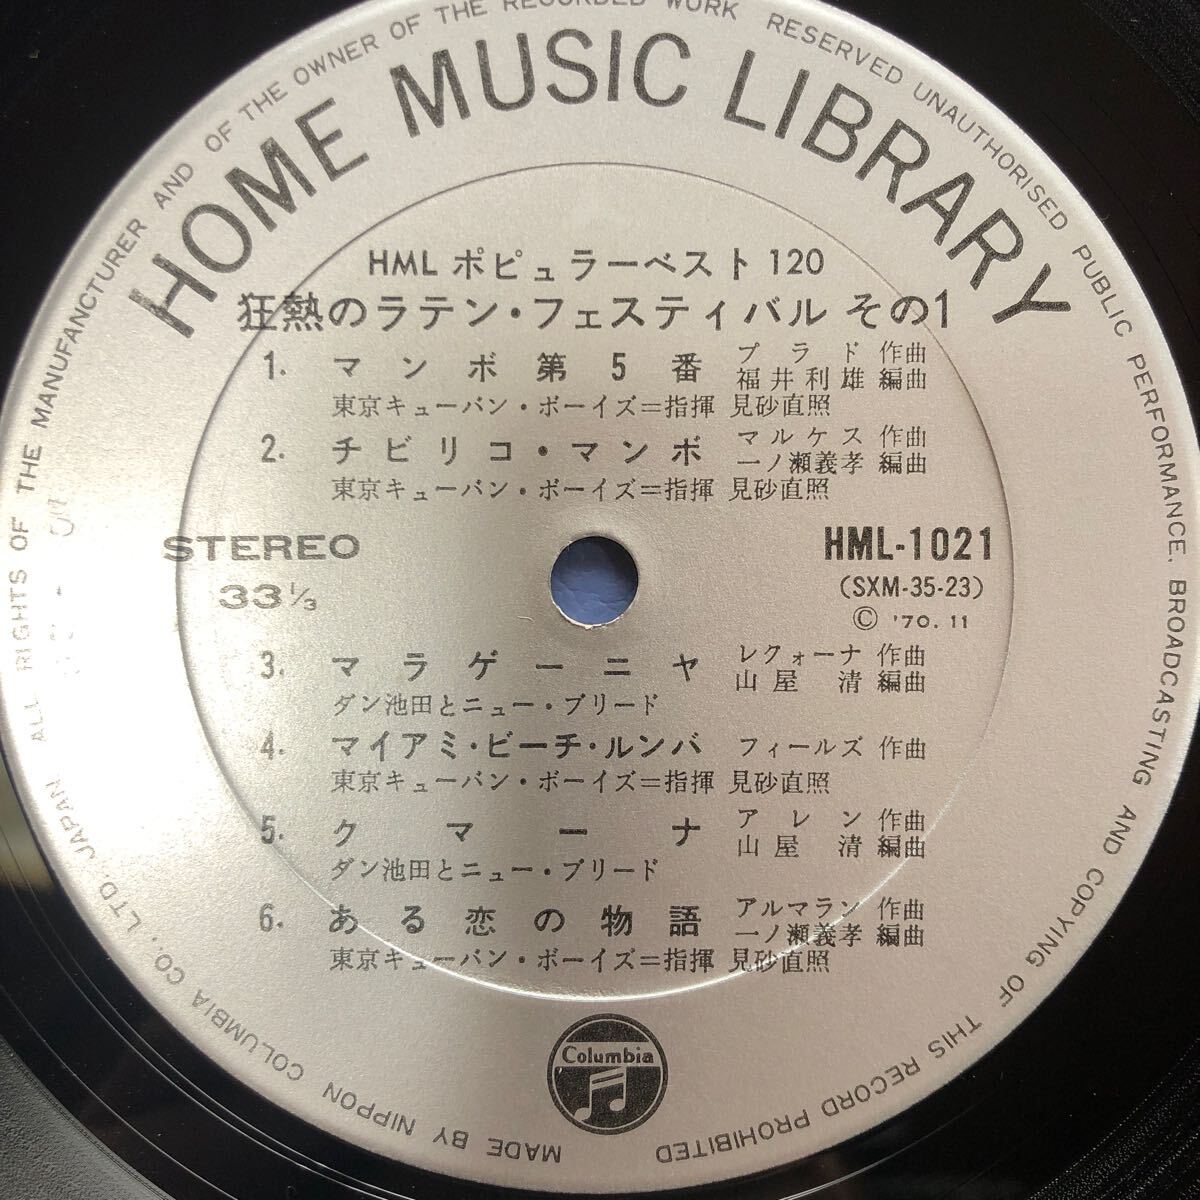 HOME MUSIC LIBRARY
HML ポピュラーベスト 120
狂熱のラテン・フェスティバル その1
1. マンボ第5番 プラド 作曲
福井利雄 編曲
東京キューバン・ボーイズ=指揮 見砂直照
2. チビリコ・マンボ マルケス 作曲
一ノ瀬義孝 編曲
東京キューバン・ボーイズ=指揮 見砂直照
STEREO
33 1/3
HML-1021
(SXM-35-23)
© '70. 11
3. マラゲーニヤ レクォーナ 作曲
山屋 清 編曲
ダン池田とニュー・ブリード
4. マイアミ・ビーチ・ルンバ フィールズ 作曲
東京キューバン・ボーイズ=指揮 見砂直照
5. クマーナ アレン 作曲
山屋 清 編曲
ダン池田とニュー・ブリード
6. ある恋の物語 アルマラン 作曲
一ノ瀬義孝 編曲
東京キューバン・ボーイズ=指揮 見砂直照
Columbia
ALL RIGHTS OF THE MANUFANCTURER AND OF THE OWNER OF THE RECORDED WORK RESERVED UNAUTHORISED PUBLIC PERFORMANCE, BROADCASTING AND COPYING OF THIS RECORD PROHIBITED
MADE BY NIPPON COLUMBIA CO., LTD. JAPAN